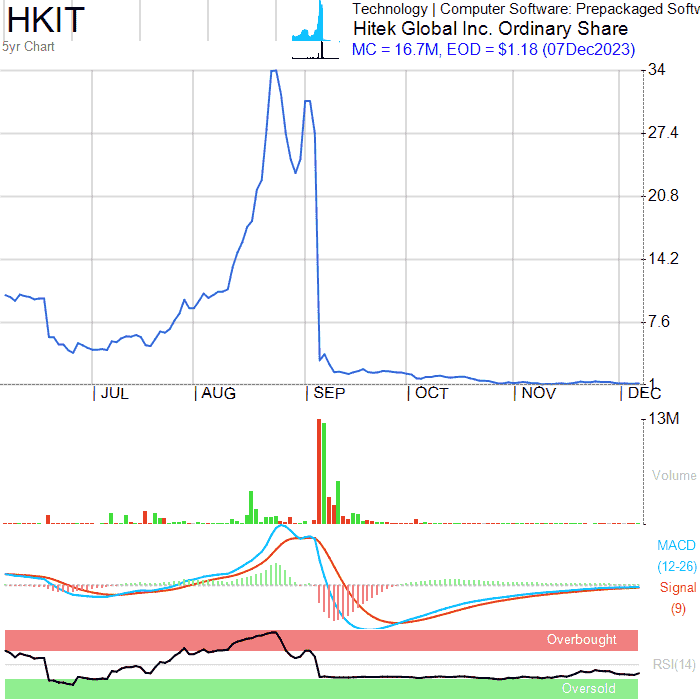 HKIT
5yr Chart
Technology | Computer Software: Prepackaged Softw
Hitek Global Inc. Ordinary Share
MC = 16.7M, EOD = $1.18 (07Dec2023)
34
27.4
20.8
14.2
7.6
1
JUL AUG SEP OCT NOV DEC
13M
Volume
MACD
(12-26)
Signal
(9)
Overbought
RSI(14)
Oversold